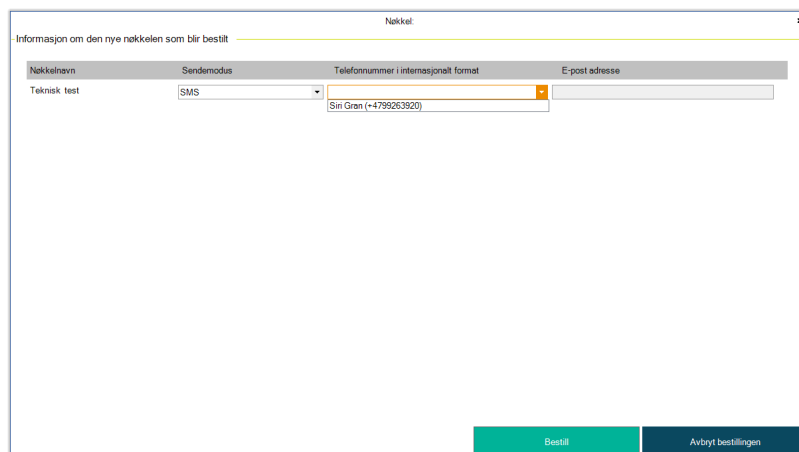 Nøkkel:
Informasjon om den nye nøkkelen som blir bestilt
Nøkkelnavn Sendemodus Telefonnummer i internasjonalt format E-post adresse
Teknisk test SMS
Siri Gran (+4799263920)
Bestill Avbryt bestillingen